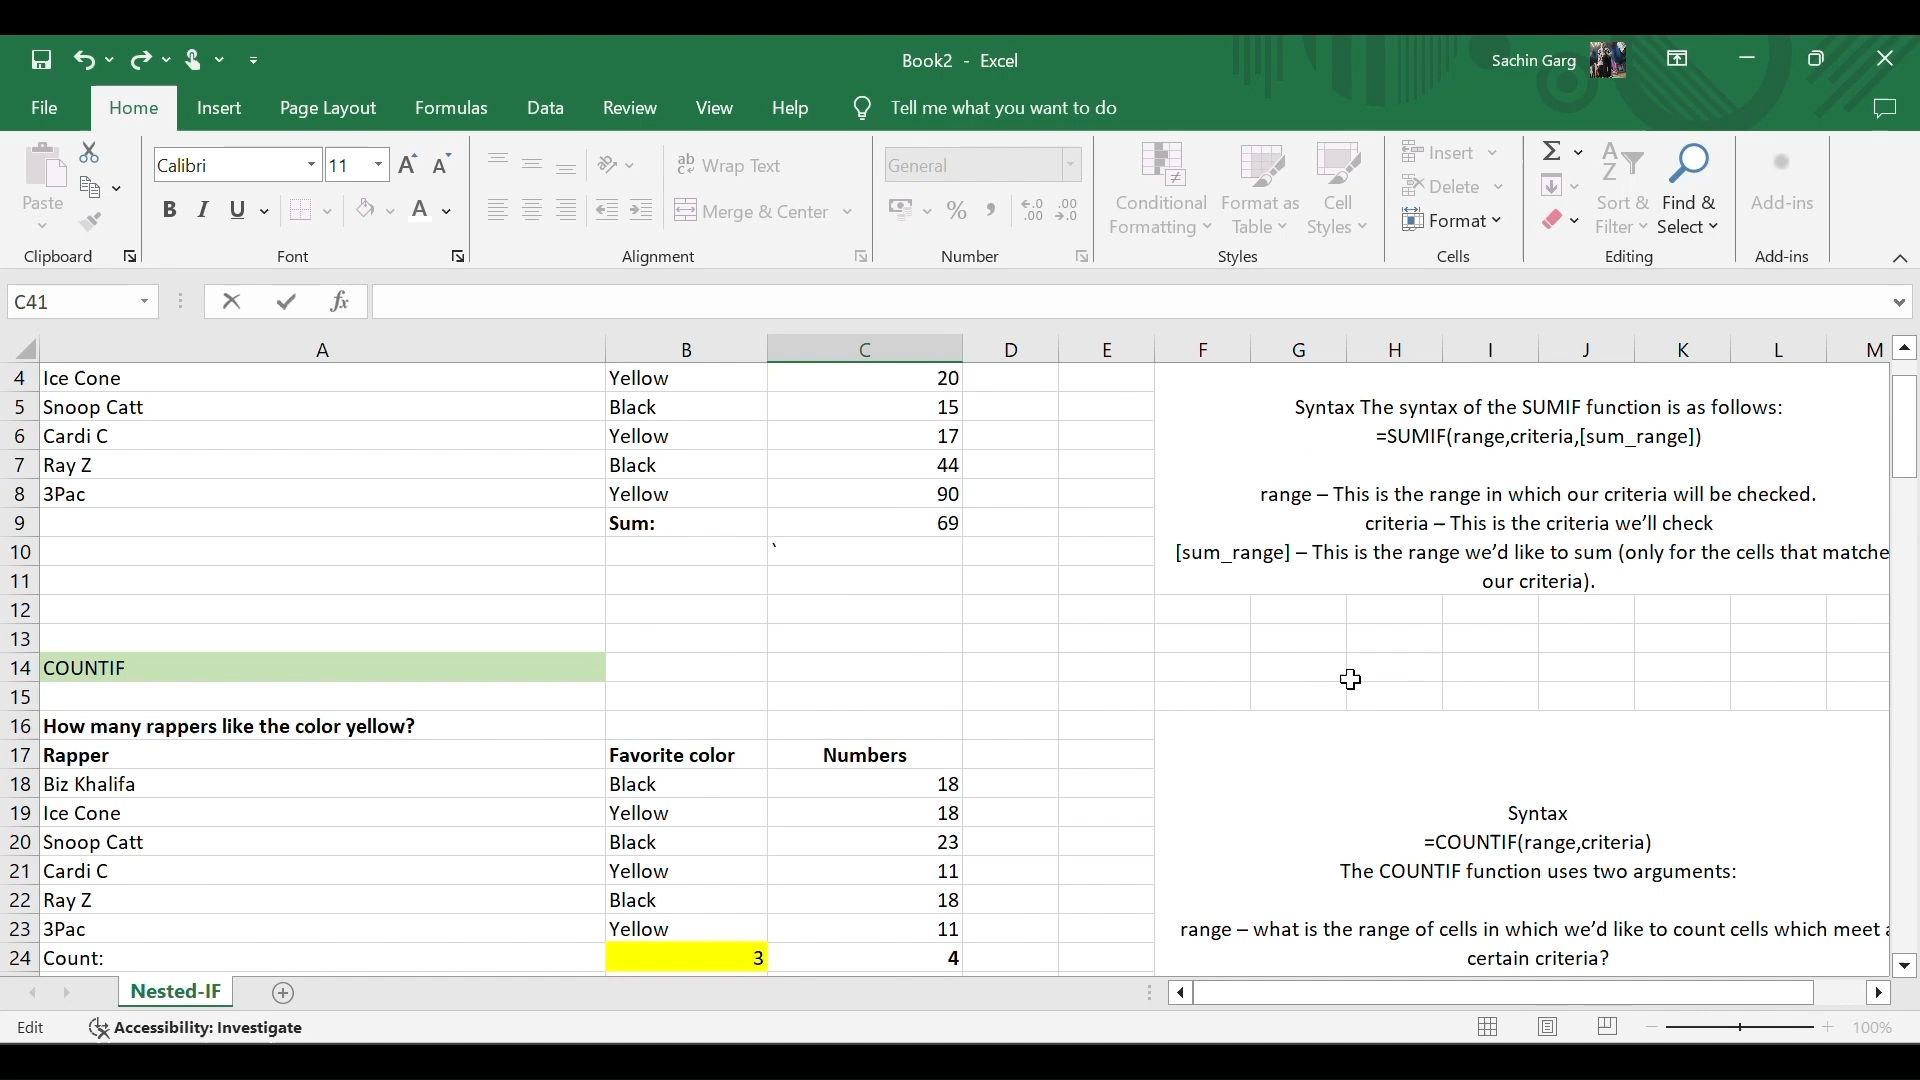 Book2 - Excel
Sachin Garg
File Home Insert Page Layout Formulas Data Review View Help Tell me what you want to do
Calibri 11 Wrap Text General Insert
Paste Conditional Format as Cell Delete Sort & Find & Add-ins
Merge & Center Formatting Table Styles Format Filter Select
Clipboard Font Alignment Number Styles Cells Editing Add-ins
C41 fx
A B C D E F G H I J K L M
4 Ice Cone Yellow 20
5 Snoop Catt Black 15 Syntax The syntax of the SUMIF function is as follows:
6 Cardi C Yellow 17 =SUMIF(range,criteria,[sum_range])
7 Ray Z Black 44
8 3Pac Yellow 90 range – This is the range in which our criteria will be checked.
9 Sum: 69 criteria – This is the criteria we'll check
10 ` [sum_range] – This is the range we'd like to sum (only for the cells that matche
11 our criteria).
12
13
14 COUNTIF
15
16 How many rappers like the color yellow?
17 Rapper Favorite color Numbers
18 Biz Khalifa Black 18
19 Ice Cone Yellow 18 Syntax
20 Snoop Catt Black 23 =COUNTIF(range,criteria)
21 Cardi C Yellow 11 The COUNTIF function uses two arguments:
22 Ray Z Black 18
23 3Pac Yellow 11 range – what is the range of cells in which we'd like to count cells which meet
24 Count: 3 4 certain criteria?
Nested-IF
Edit Accessibility: Investigate 100%